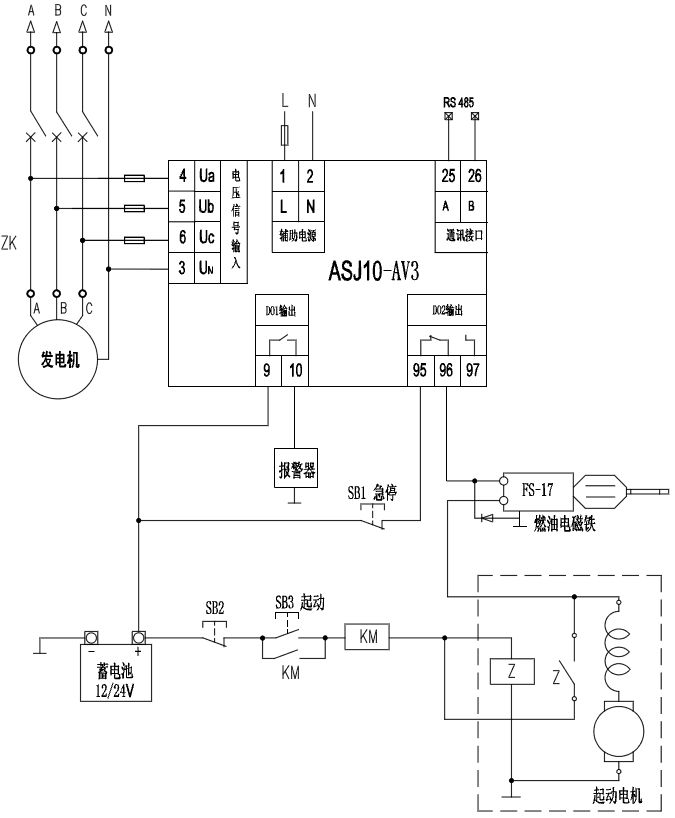 A B C N
L N
RS 485
4 Ua
5 Ub
6 Uc
3 UN
电压信号输入
1 2
L N
辅助电源
25 26
A B
通讯接口
ZK
ASJ10-AV3
A B C
发电机
DO1输出
9 10
DO2输出
95 96 97
报警器
SB1 急停
FS-17
燃油电磁铁
SB2
SB3 起动
KM
KM
- +
蓄电池
12/24V
Z
Z
起动电机